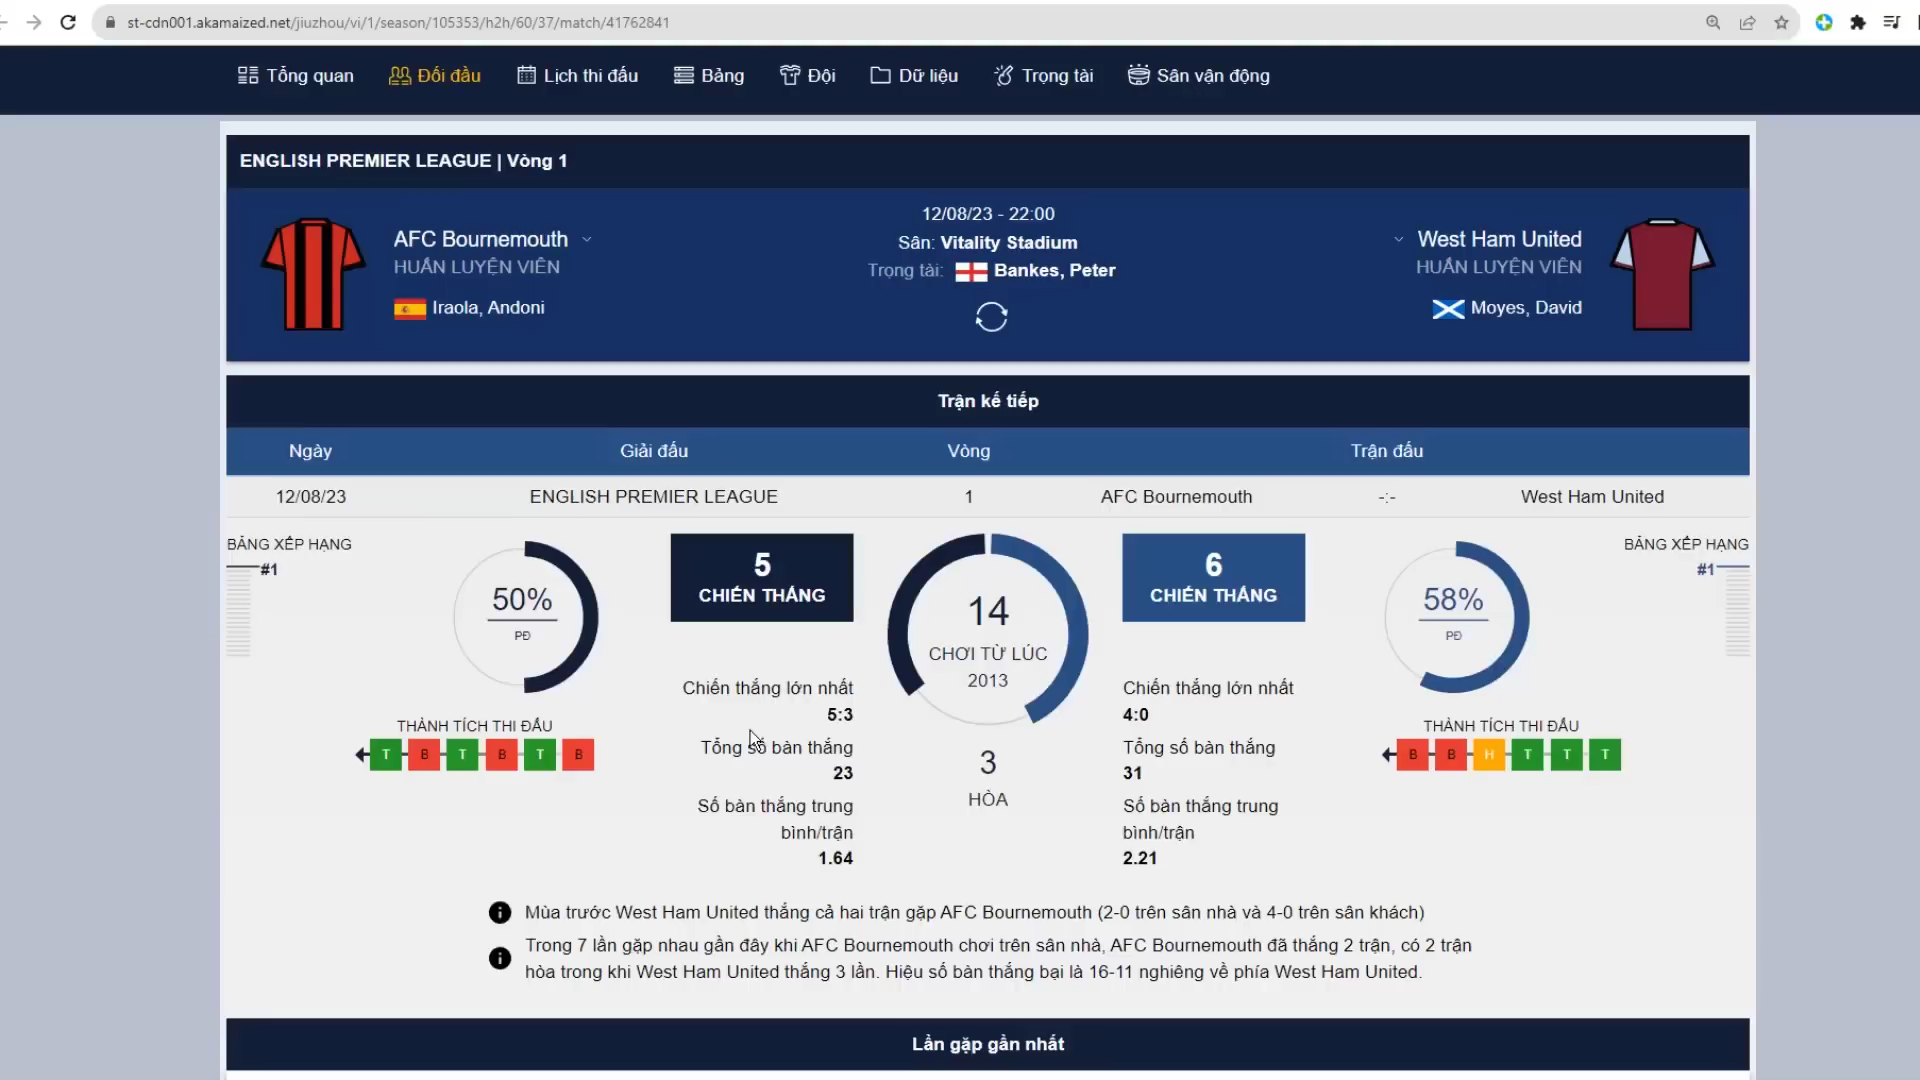 st-cdn001.akamaized.net/jiuzhou/vi/1/season/105353/h2h/60/37/match/41762841
Tổng quan Đối đầu Lịch thi đấu Bảng Đội Dữ liệu Trọng tài Sân vận động
ENGLISH PREMIER LEAGUE | Vòng 1
12/08/23 - 22:00
AFC Bournemouth Sân: Vitality Stadium West Ham United
HUẤN LUYỆN VIÊN Trọng tài: Bankes, Peter HUẤN LUYỆN VIÊN
Iraola, Andoni Moyes, David
Trận kế tiếp
Ngày Giải đấu Vòng Trận đấu
12/08/23 ENGLISH PREMIER LEAGUE 1 AFC Bournemouth -:- West Ham United
BẢNG XẾP HẠNG
#1
50%
PĐ
THÀNH TÍCH THI ĐẤU
T B T B T B
5
CHIẾN THẮNG
Chiến thắng lớn nhất
5:3
Tổng số bàn thắng
23
Số bàn thắng trung
bình/trận
1.64
14
CHƠI TỪ LÚC
2013
3
HÒA
6
CHIẾN THẮNG
Chiến thắng lớn nhất
4:0
Tổng số bàn thắng
31
Số bàn thắng trung
bình/trận
2.21
58%
PĐ
THÀNH TÍCH THI ĐẤU
B B H T T T
BẢNG XẾP HẠNG
#1
Mùa trước West Ham United thắng cả hai trận gặp AFC Bournemouth (2-0 trên sân nhà và 4-0 trên sân khách)
Trong 7 lần gặp nhau gần đây khi AFC Bournemouth chơi trên sân nhà, AFC Bournemouth đã thắng 2 trận, có 2 trận
hòa trong khi West Ham United thắng 3 lần. Hiệu số bàn thắng bại là 16-11 nghiêng về phía West Ham United.
Lần gặp gần nhất